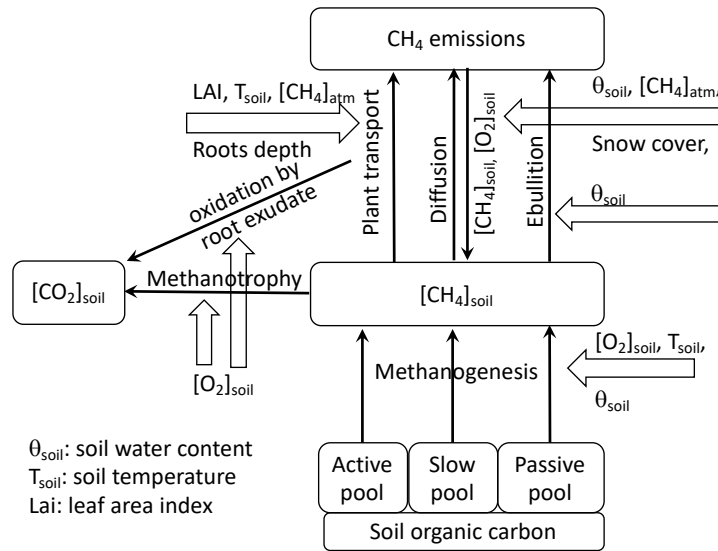 CH₄ emissions
LAI, Tsoil, [CH₄]atm
Roots depth
θsoil, [CH₄]atm,
Snow cover,
Plant transport
Diffusion
[CH₄]soil, [O₂]soil
Ebullition
θsoil
oxidation by
root exudate
Methanotrophy
[CO₂]soil
[CH₄]soil
[O₂]soil
Methanogenesis
[O₂]soil, Tsoil,
θsoil
θsoil: soil water content
Tsoil: soil temperature
Lai: leaf area index
Active
pool
Slow
pool
Passive
pool
Soil organic carbon